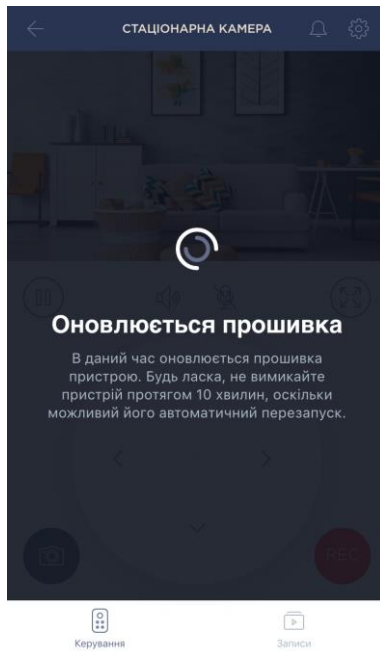 СТАЦІОНАРНА КАМЕРА
Оновлюється прошивка
В даний час оновлюється прошивка
пристрою. Будь ласка, не вимикайте
пристрій протягом 10 хвилин, оскільки
можливий його автоматичний перезапуск.
REC
Керування
Записи